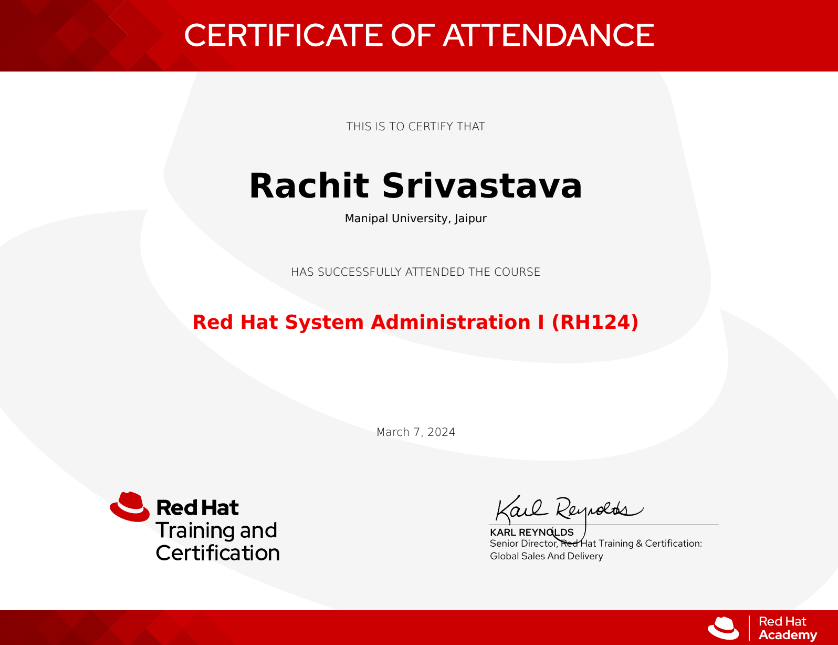 CERTIFICATE OF ATTENDANCE
THIS IS TO CERTIFY THAT
Rachit Srivastava
Manipal University, Jaipur
HAS SUCCESSFULLY ATTENDED THE COURSE
Red Hat System Administration I (RH124)
March 7, 2024
Red Hat
Training and
Certification
Karl Reynolds
KARL REYNOLDS
Senior Director, Red Hat Training & Certification:
Global Sales And Delivery
Red Hat
Academy